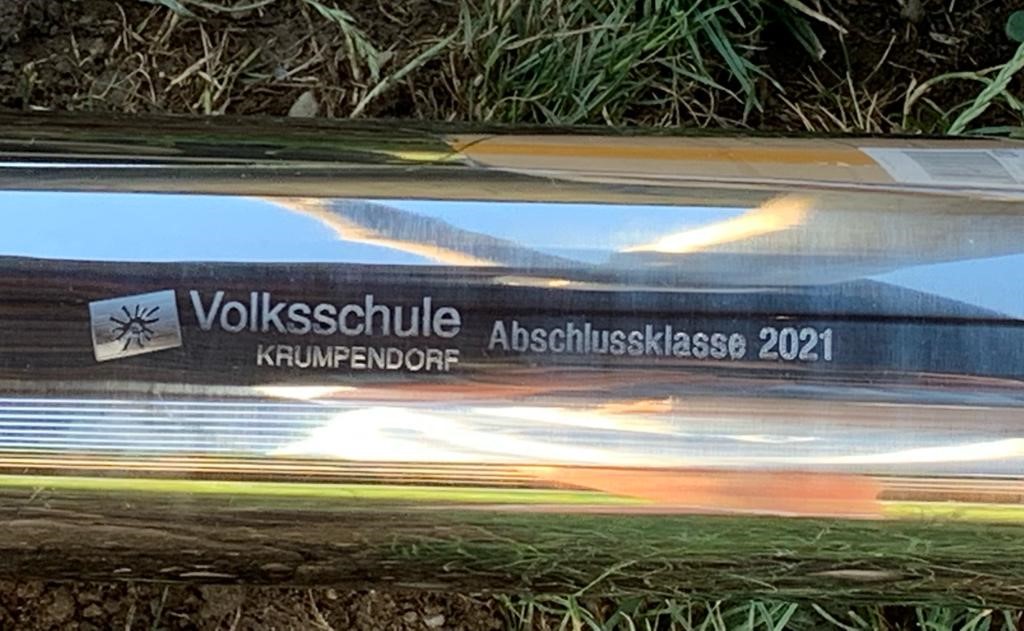 Volksschule
KRUMPENDORF
Abschlussklasse 2021